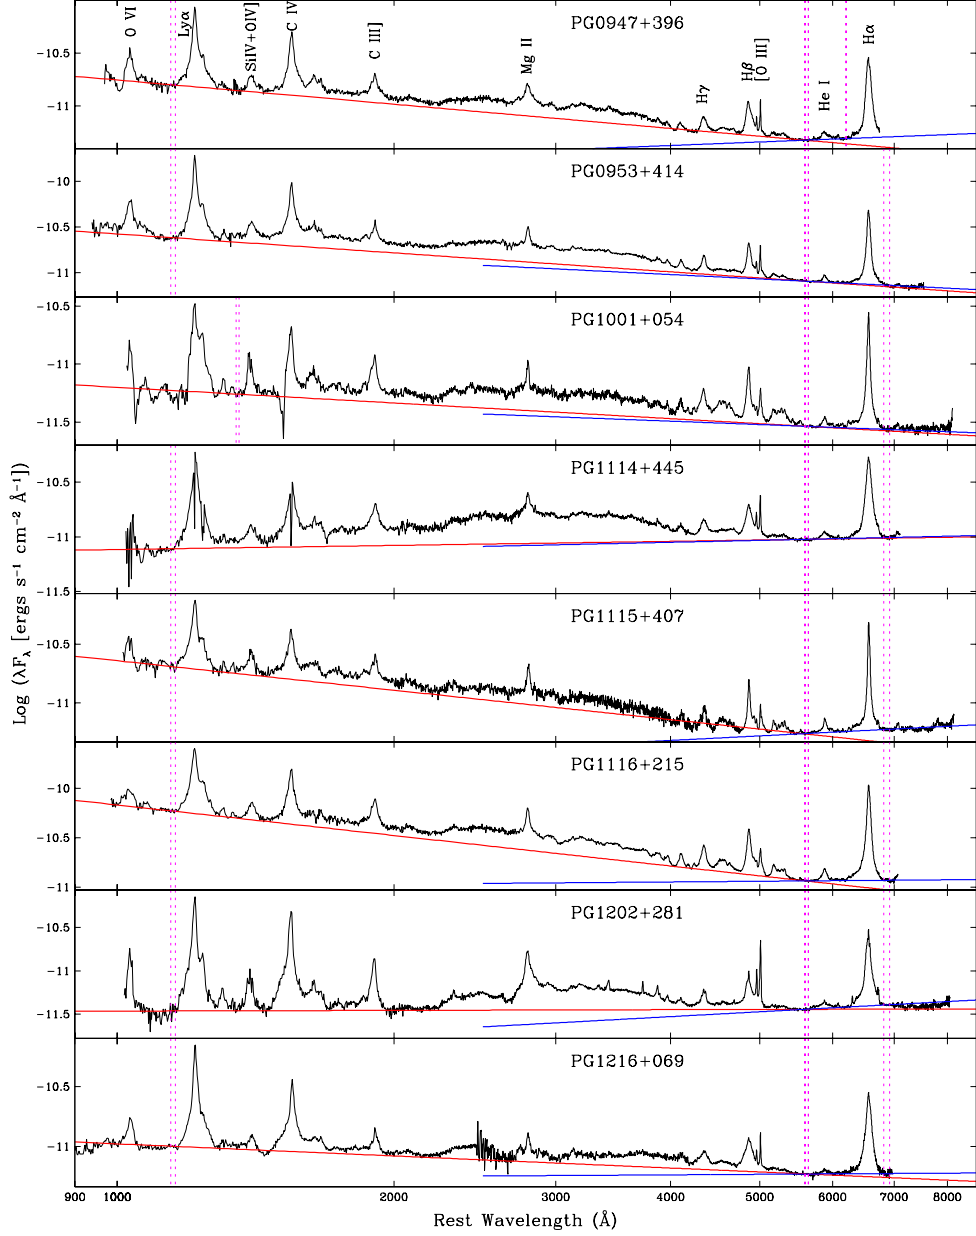 PG0947+396
O VI
Lyα
SiIV+OIV]
C IV
C III]
Mg II
Hγ
Hβ
[O III]
He I
Hα
−10.5
−11
PG0953+414
−10
−10.5
−11
PG1001+054
−10.5
−11
−11.5
PG1114+445
−10.5
−11
−11.5
PG1115+407
−10.5
−11
PG1116+215
−10
−10.5
−11
PG1202+281
−10.5
−11
−11.5
PG1216+069
−10.5
−11
Log (λF_λ [ergs s⁻¹ cm⁻² Å⁻¹])
900 1000 2000 3000 4000 5000 6000 7000 8000
Rest Wavelength (Å)